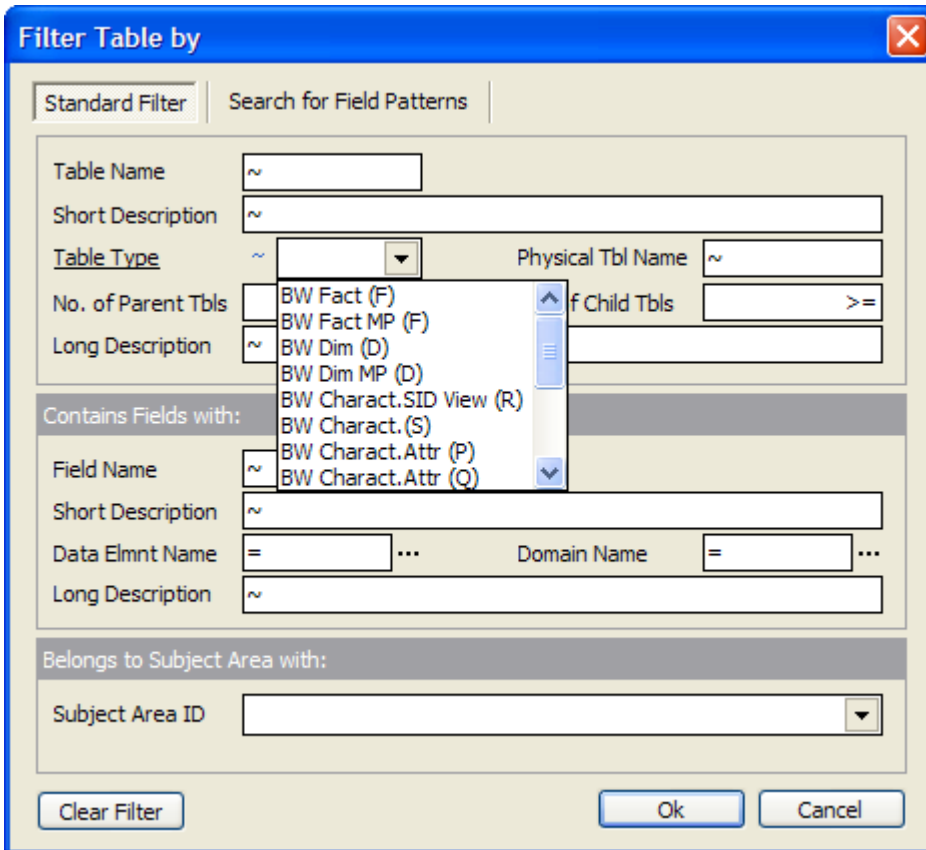 Filter Table by
Standard Filter Search for Field Patterns
Table Name ~
Short Description ~
Table Type ~ Physical Tbl Name ~
No. of Parent Tbls f Child Tbls >=
Long Description ~
BW Fact (F)
BW Fact MP (F)
BW Dim (D)
BW Dim MP (D)
BW Charact.SID View (R)
BW Charact.(S)
BW Charact.Attr (P)
BW Charact.Attr (Q)
Contains Fields with:
Field Name ~
Short Description ~
Data Elmnt Name = ... Domain Name = ...
Long Description ~
Belongs to Subject Area with:
Subject Area ID
Clear Filter Ok Cancel